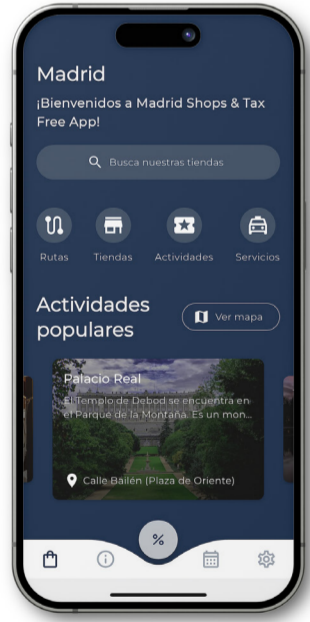 Madrid
¡Bienvenidos a Madrid Shops & Tax
Free App!
Busca nuestras tiendas
Rutas
Tiendas
Actividades
Servicios
Actividades
populares
Ver mapa
Palacio Real
El Templo de Debod se encuentra en
el Parque de la Montaña. Es un mon...
Calle Bailén (Plaza de Oriente)
%